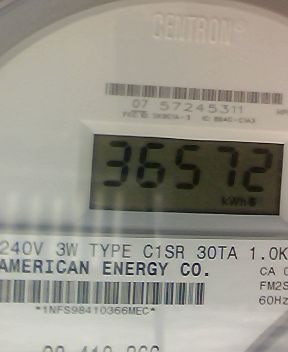 CENTRON®
07 57245311
36572
kWh
240V 3W TYPE C1SR 30TA 1.0K
AMERICAN ENERGY CO.
CA
FM2S
60Hz
*1NFS98410366MEC*